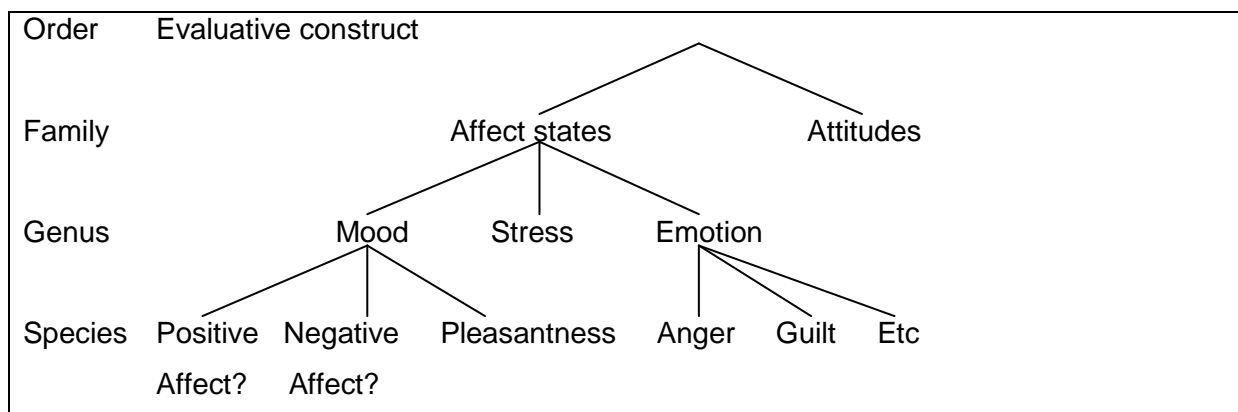 Order Evaluative construct
Family Affect states Attitudes
Genus Mood Stress Emotion
Species Positive Negative Pleasantness Anger Guilt Etc
Affect? Affect?